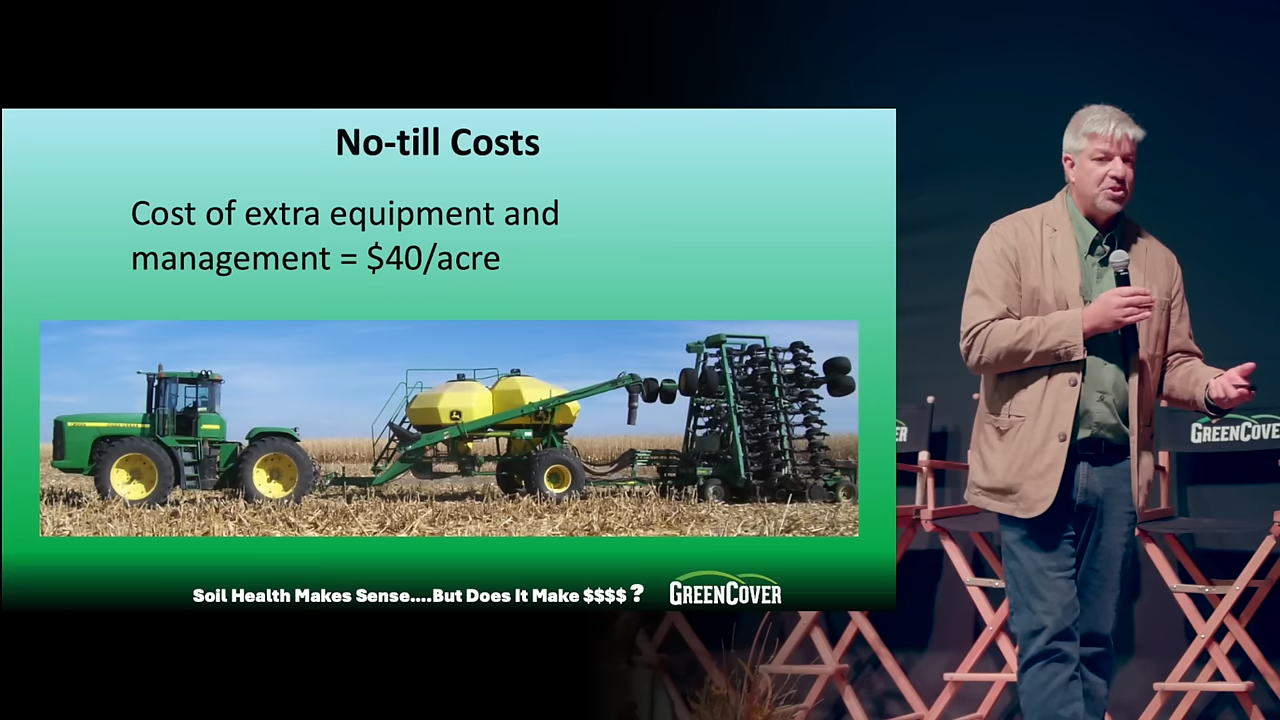 No-till Costs
Cost of extra equipment and
management = $40/acre
Soil Health Makes Sense....But Does It Make $$$$ ?
GREENCOVER
GREENCOVE